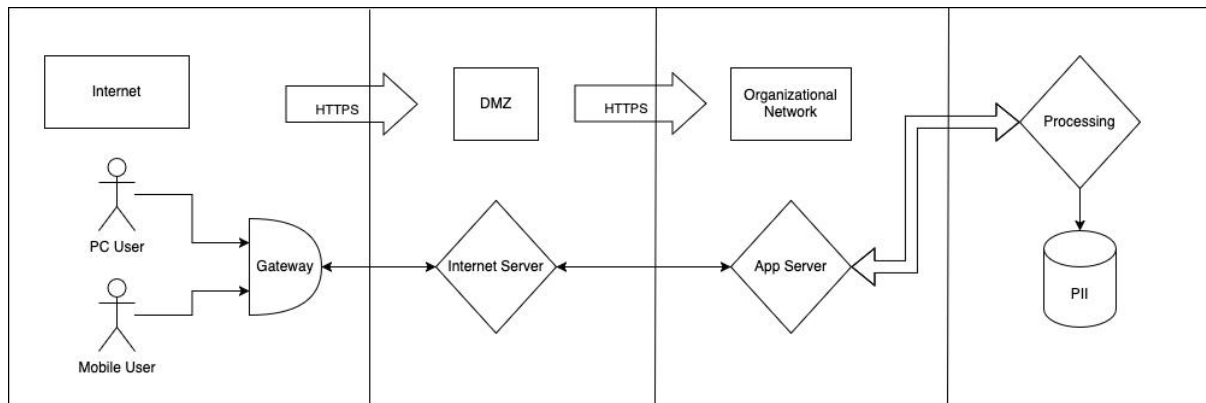 Internet
HTTPS
DMZ
HTTPS
Organizational
Network
Processing
PC User
Gateway
Internet Server
App Server
PII
Mobile User